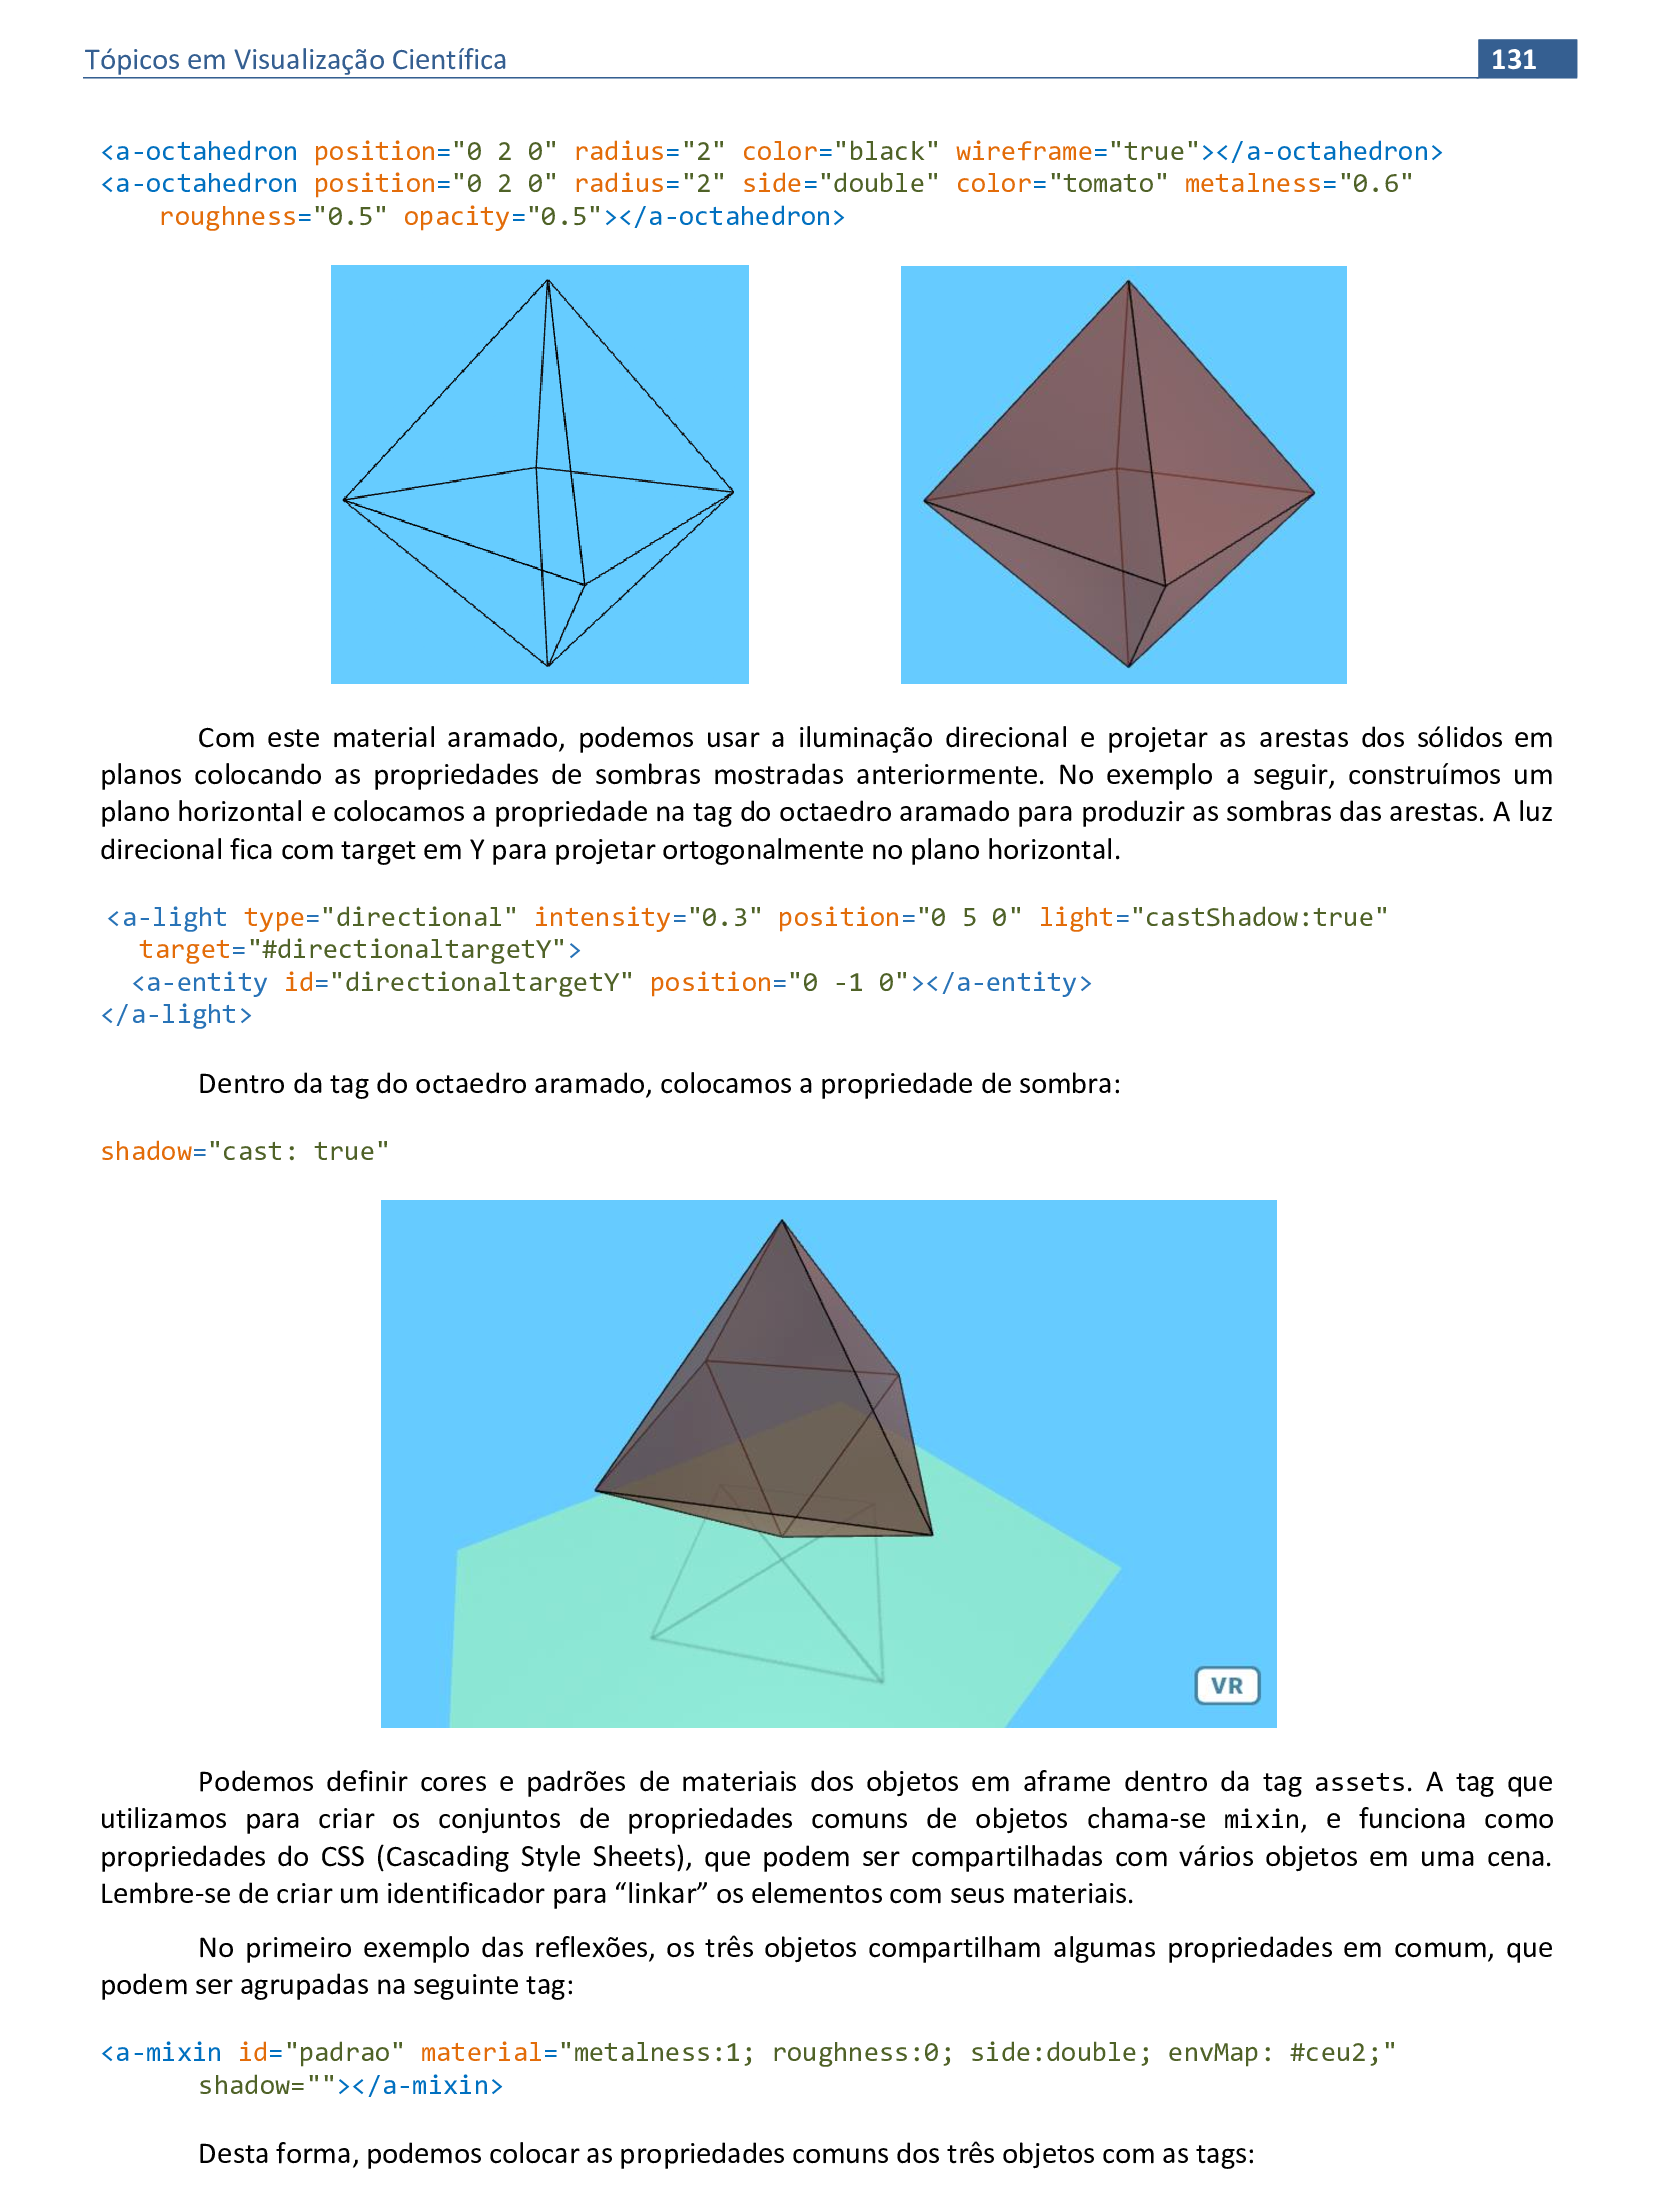 Tópicos em Visualização Científica 131
<a-octahedron position="0 2 0" radius="2" color="black" wireframe="true"></a-octahedron>
<a-octahedron position="0 2 0" radius="2" side="double" color="tomato" metalness="0.6"
roughness="0.5" opacity="0.5"></a-octahedron>
Com este material aramado, podemos usar a iluminação direcional e projetar as arestas dos sólidos em
planos colocando as propriedades de sombras mostradas anteriormente. No exemplo a seguir, construímos um
plano horizontal e colocamos a propriedade na tag do octaedro aramado para produzir as sombras das arestas. A luz
direcional fica com target em Y para projetar ortogonalmente no plano horizontal.
<a-light type="directional" intensity="0.3" position="0 5 0" light="castShadow:true"
target="#directionaltargetY">
<a-entity id="directionaltargetY" position="0 -1 0"></a-entity>
</a-light>
Dentro da tag do octaedro aramado, colocamos a propriedade de sombra:
shadow="cast: true"
VR
Podemos definir cores e padrões de materiais dos objetos em aframe dentro da tag assets. A tag que
utilizamos para criar os conjuntos de propriedades comuns de objetos chama-se mixin, e funciona como
propriedades do CSS (Cascading Style Sheets), que podem ser compartilhadas com vários objetos em uma cena.
Lembre-se de criar um identificador para “linkar” os elementos com seus materiais.
No primeiro exemplo das reflexões, os três objetos compartilham algumas propriedades em comum, que
podem ser agrupadas na seguinte tag:
<a-mixin id="padrao" material="metalness:1; roughness:0; side:double; envMap: #ceu2;"
shadow=""></a-mixin>
Desta forma, podemos colocar as propriedades comuns dos três objetos com as tags: